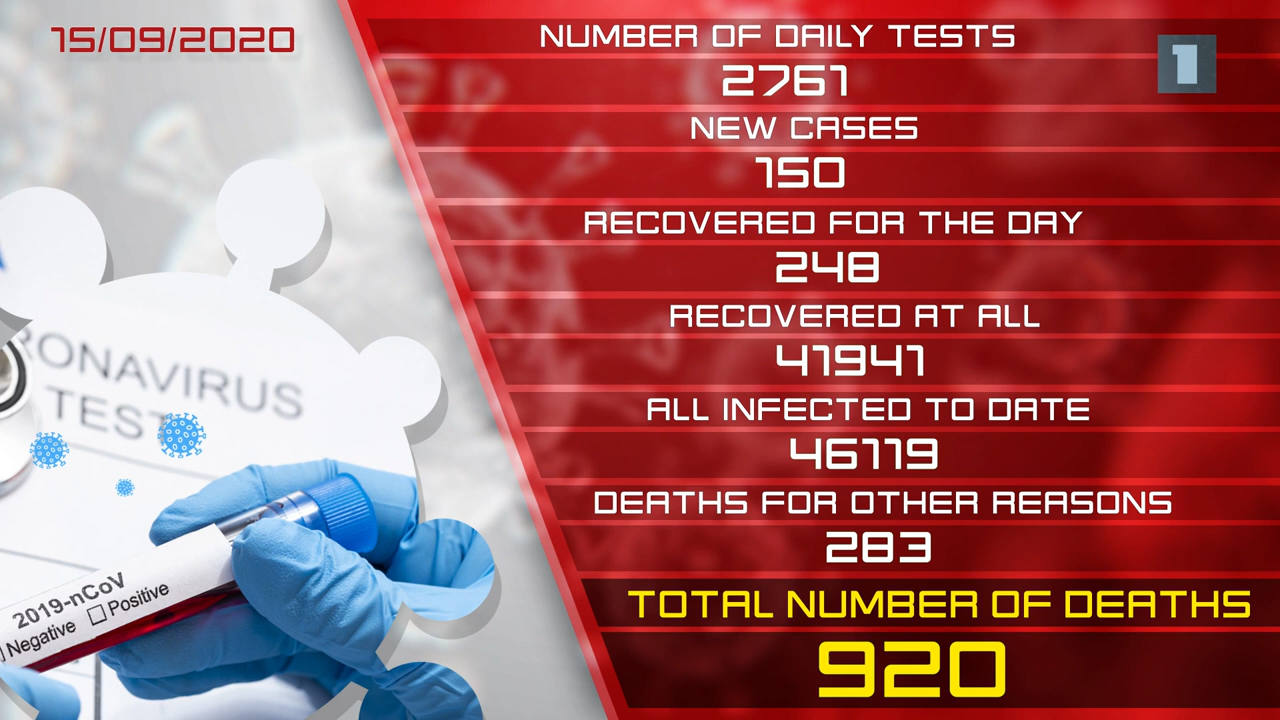 15/09/2020
NUMBER OF DAILY TESTS
2761
1
NEW CASES
150
RECOVERED FOR THE DAY
248
RECOVERED AT ALL
41941
ALL INFECTED TO DATE
46119
DEATHS FOR OTHER REASONS
283
TOTAL NUMBER OF DEATHS
920
RONAVIRUS
TEST
2019-nCoV
Negative □ Positive